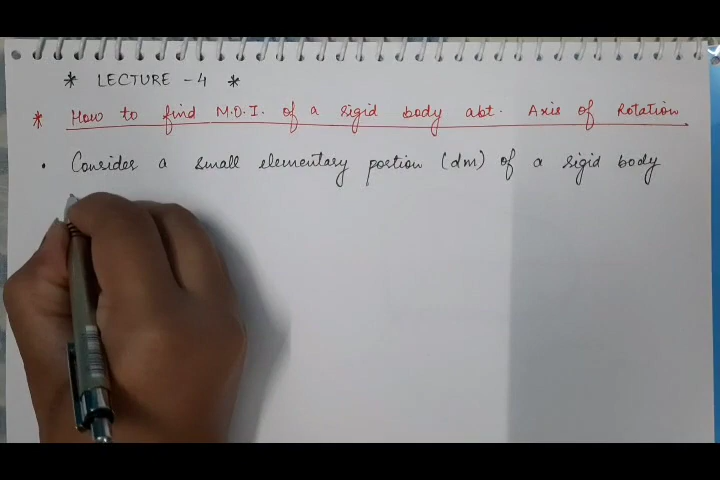 * LECTURE - 4 *
* How to find M.O.I. of a rigid body abt. Axis of Rotation
• Consider a small elementary portion (dm) of a rigid body